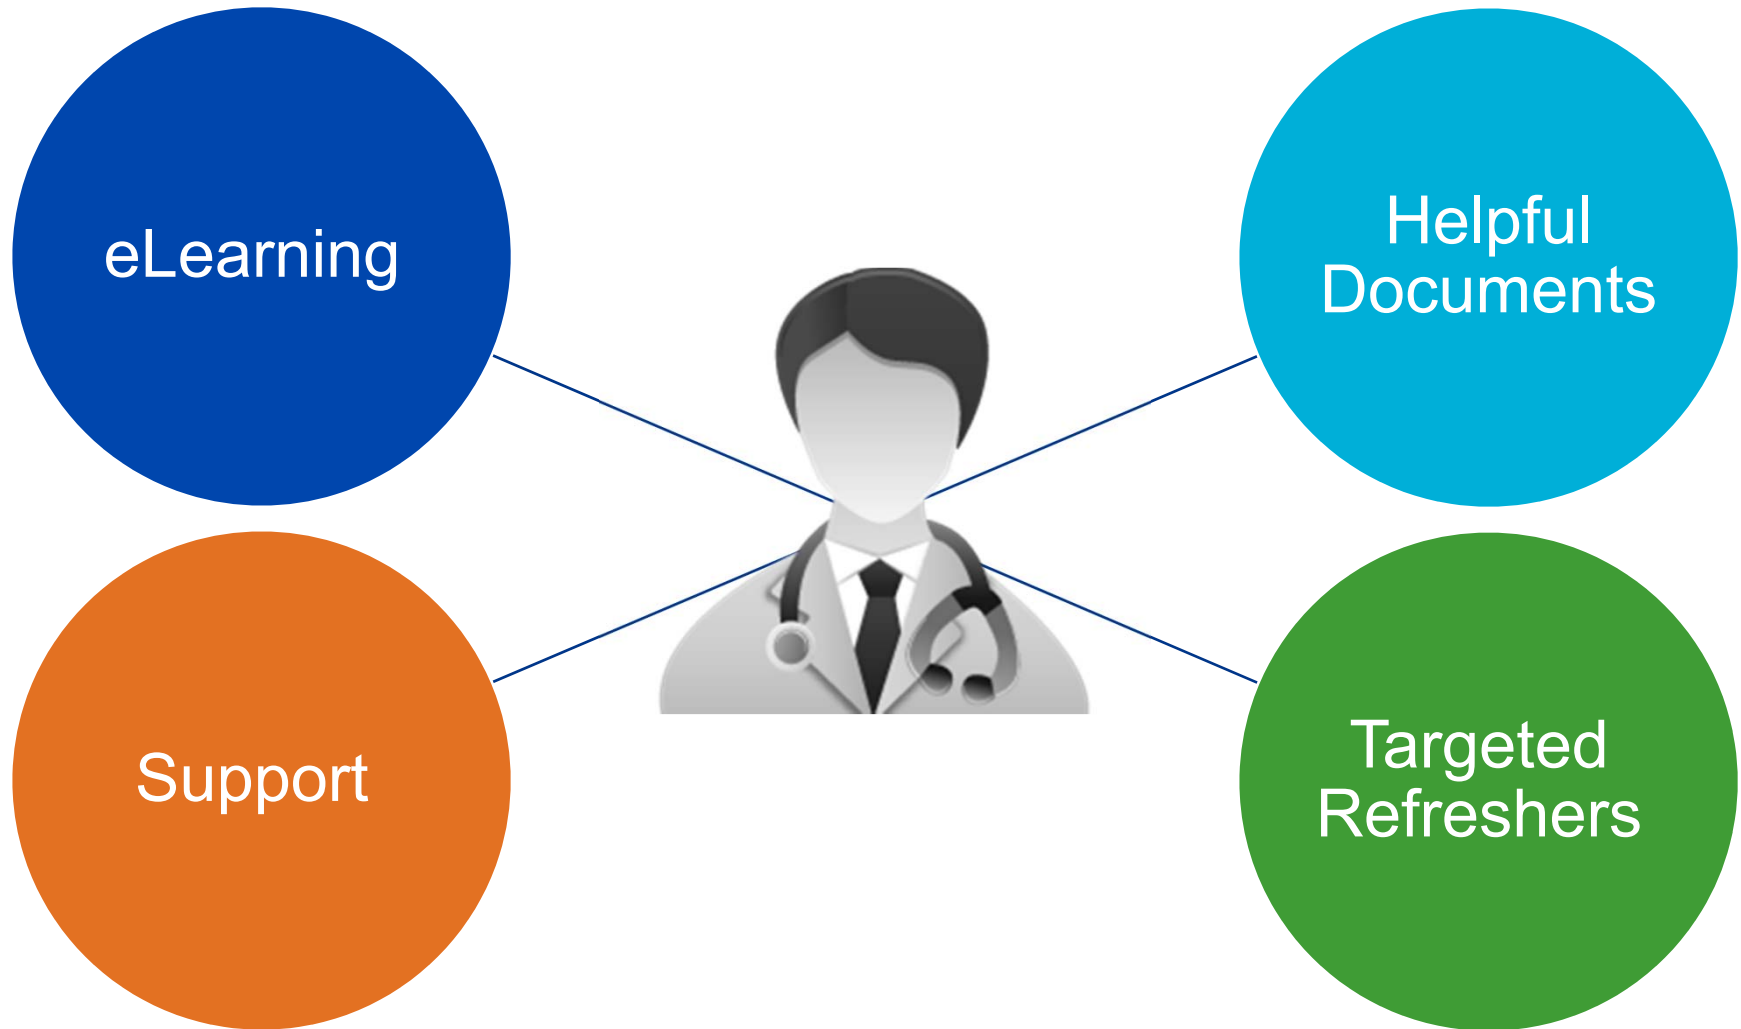 eLearning
Helpful
Documents
Support
Targeted
Refreshers